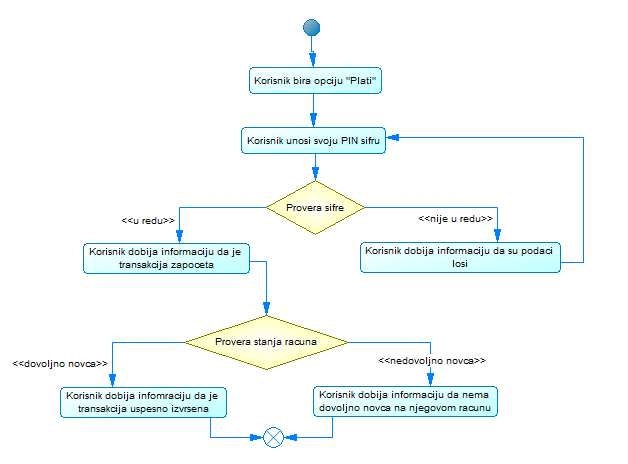 Korisnik bira opciju "Plati"
Korisnik unosi svoju PIN sifru
Provera sifre
<<u redu>>
<<nije u redu>>
Korisnik dobija informaciju da je
transakcija zapoceta
Korisnik dobija informaciju da su podaci
losi
Provera stanja racuna
<<dovoljno novca>>
<<nedovoljno novca>>
Korisnik dobija infomraciju da je
transakcija uspesno izvrsena
Korisnik dobija informaciju da nema
dovoljno novca na njegovom racunu